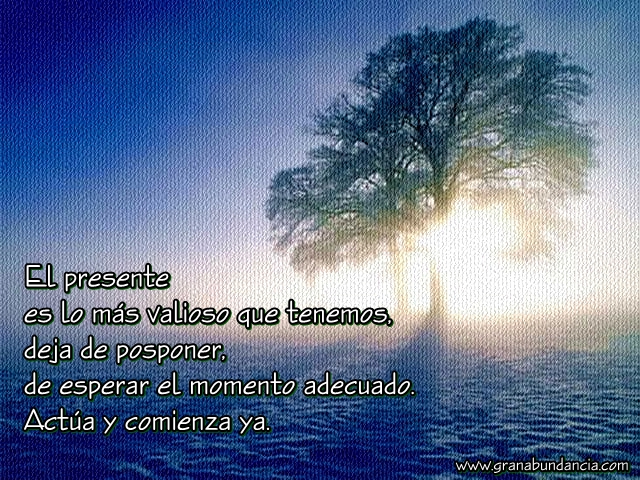 El presente
es lo más valioso que tenemos,
deja de posponer,
de esperar el momento adecuado.
Actúa y comienza ya.
www.granabundancia.com